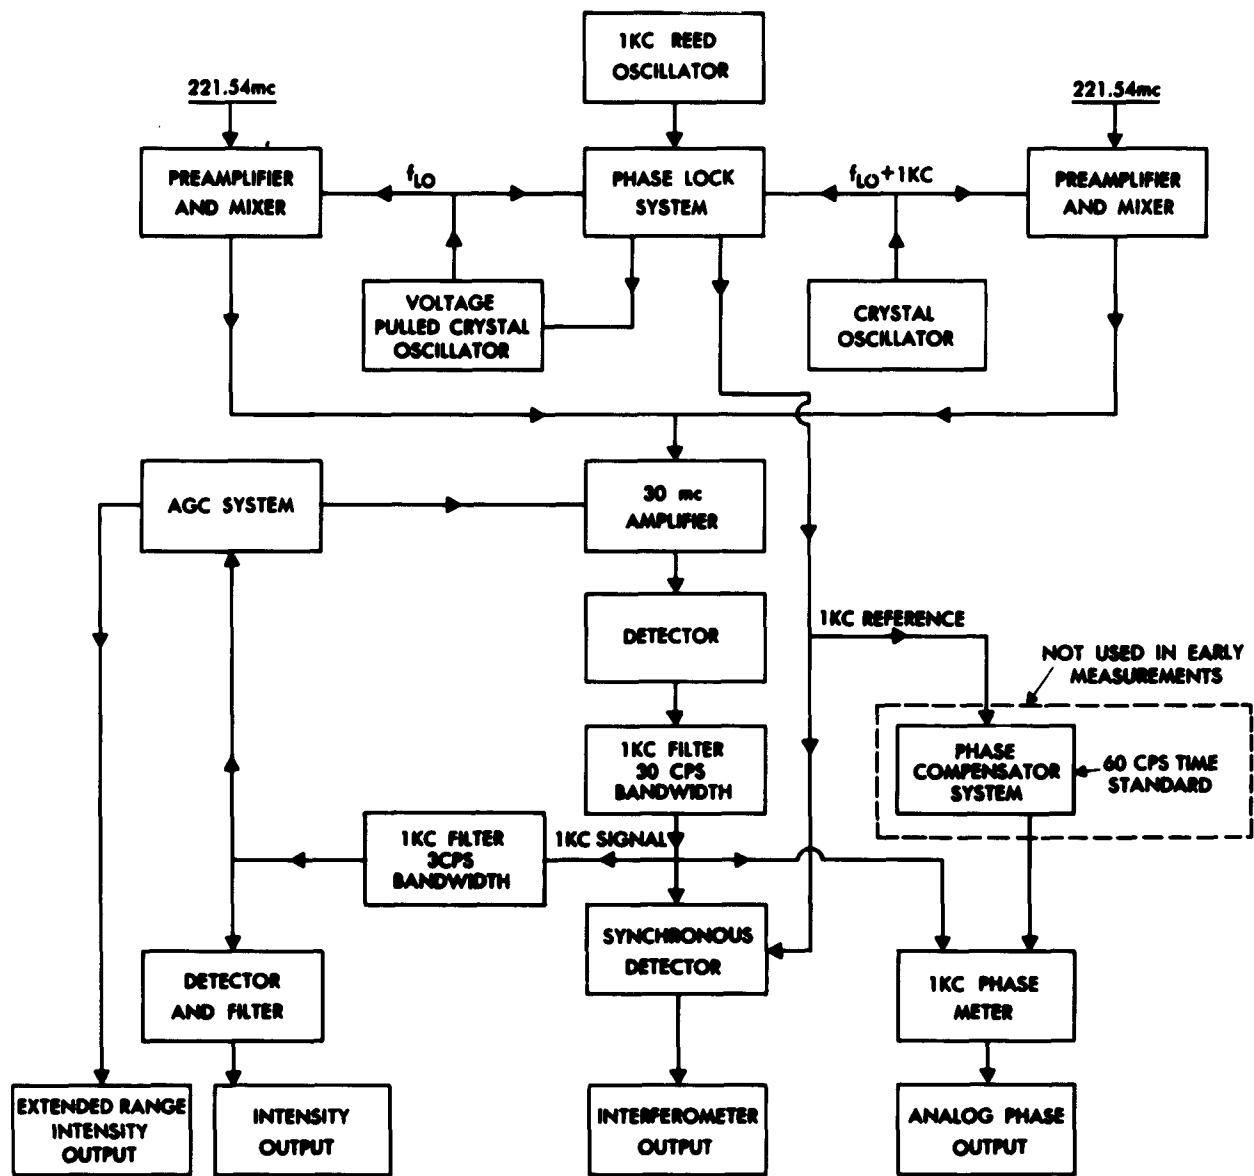 1KC REED
OSCILLATOR
221.54mc
221.54mc
PREAMPLIFIER
AND MIXER
fLO
PHASE LOCK
SYSTEM
fLO+1KC
PREAMPLIFIER
AND MIXER
VOLTAGE
PULLED CRYSTAL
OSCILLATOR
CRYSTAL
OSCILLATOR
AGC SYSTEM
30 mc
AMPLIFIER
DETECTOR
1KC REFERENCE
NOT USED IN EARLY
MEASUREMENTS
1KC FILTER
30 CPS
BANDWIDTH
PHASE
COMPENSATOR
SYSTEM
60 CPS TIME
STANDARD
1KC FILTER
3CPS
BANDWIDTH
1KC SIGNAL
SYNCHRONOUS
DETECTOR
DETECTOR
AND FILTER
1KC PHASE
METER
EXTENDED RANGE
INTENSITY
OUTPUT
INTENSITY
OUTPUT
INTERFEROMETER
OUTPUT
ANALOG PHASE
OUTPUT